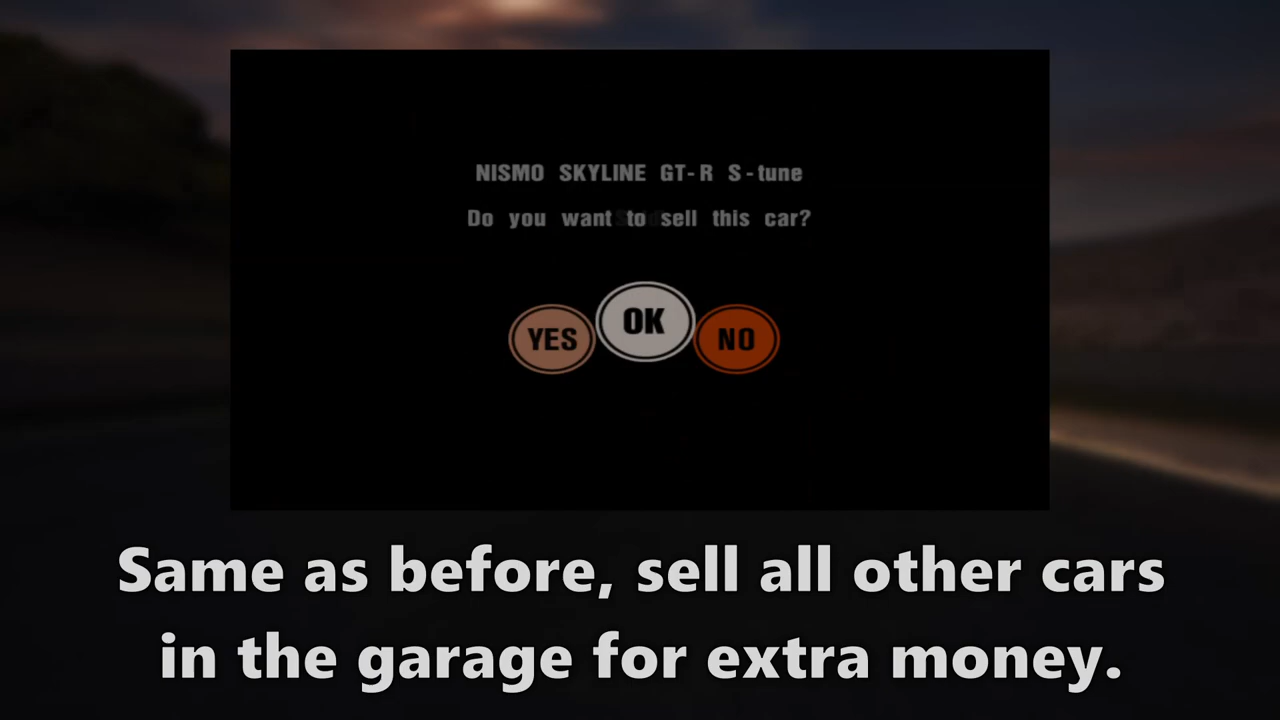 NISMO SKYLINE GT-R S-tune
Do you want to sell this car?
YES
OK
NO
Same as before, sell all other cars
in the garage for extra money.